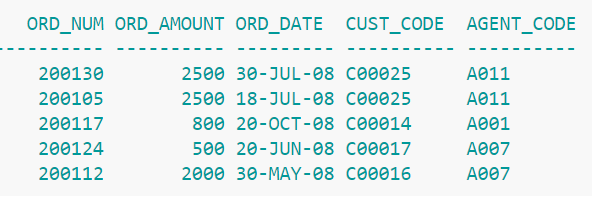 ORD_NUM ORD_AMOUNT ORD_DATE CUST_CODE AGENT_CODE
---------- ---------- --------- ---------- ----------
200130 2500 30-JUL-08 C00025 A011
200105 2500 18-JUL-08 C00025 A011
200117 800 20-OCT-08 C00014 A001
200124 500 20-JUN-08 C00017 A007
200112 2000 30-MAY-08 C00016 A007